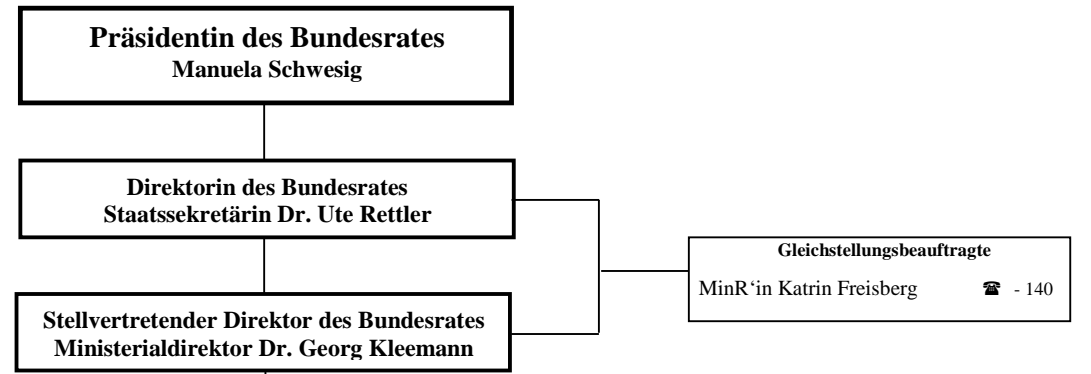 Präsidentin des Bundesrates
Manuela Schwesig
Direktorin des Bundesrates
Staatssekretärin Dr. Ute Rettler
Gleichstellungsbeauftragte
MinR‘in Katrin Freisberg ☎ - 140
Stellvertretender Direktor des Bundesrates
Ministerialdirektor Dr. Georg Kleemann